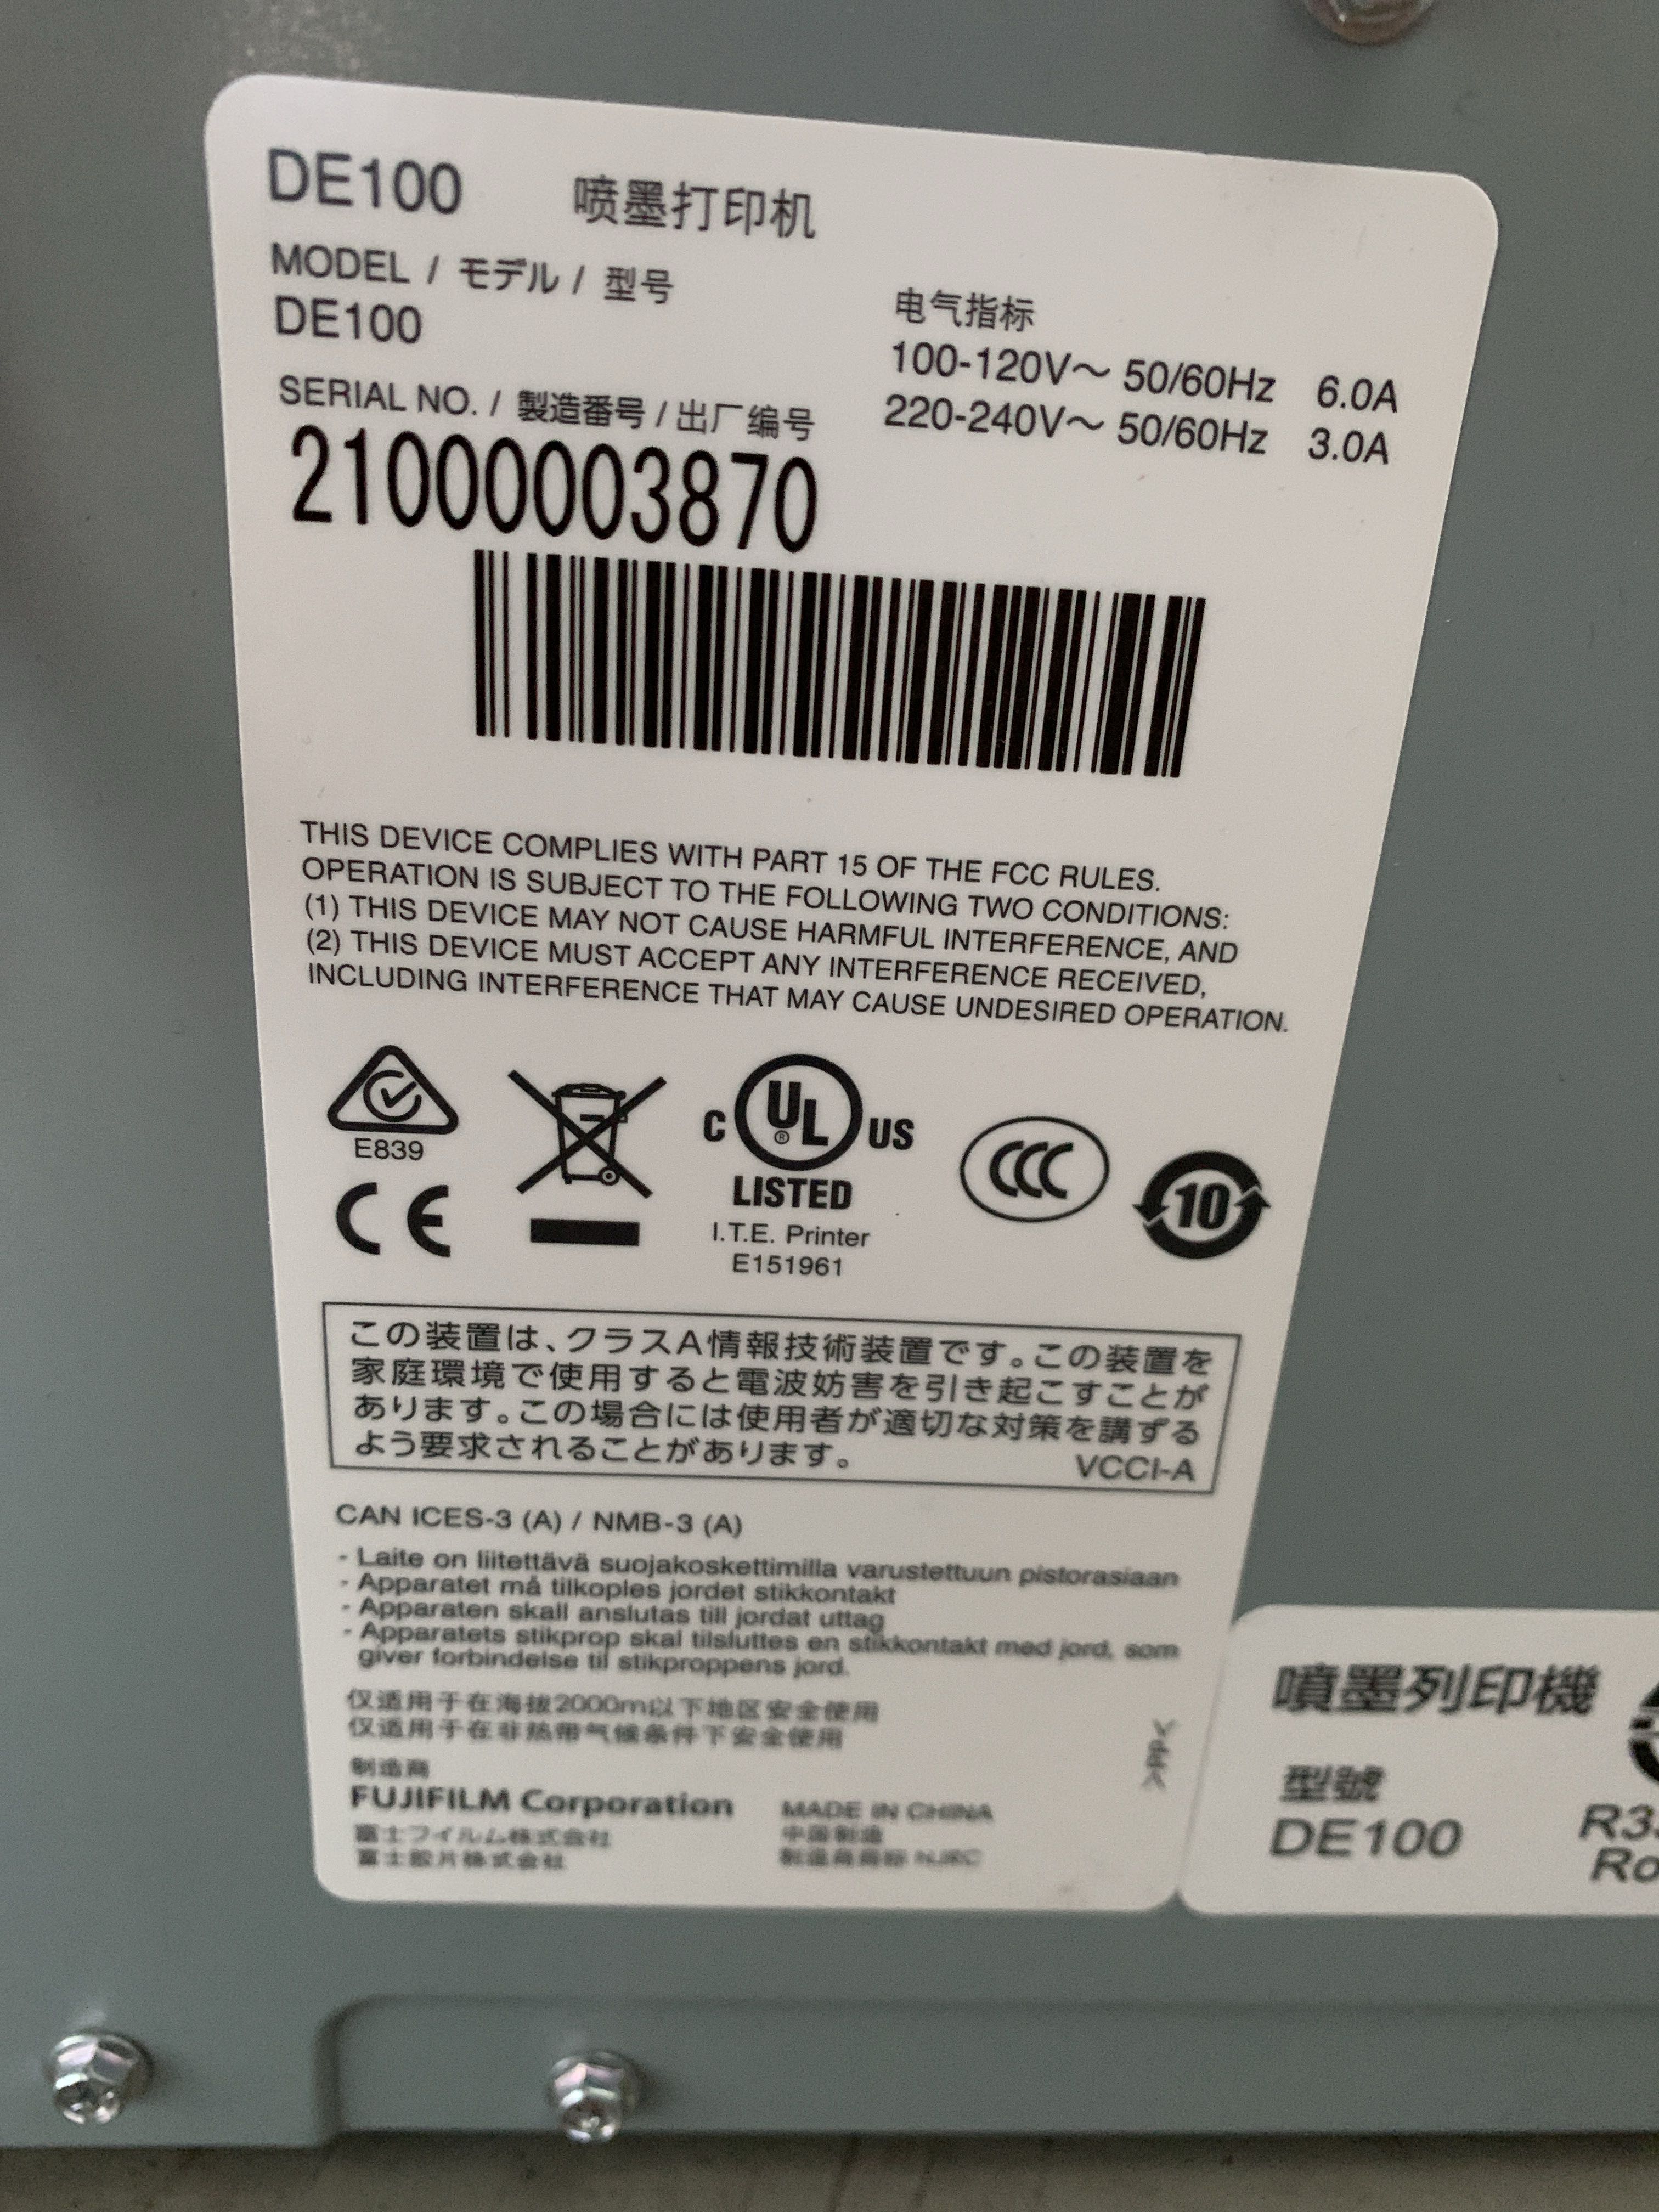 DE100 喷墨打印机
MODEL / モデル / 型号
DE100
SERIAL NO. / 製造番号 / 出厂编号
21000003870
电气指标
100-120V～ 50/60Hz 6.0A
220-240V～ 50/60Hz 3.0A
THIS DEVICE COMPLIES WITH PART 15 OF THE FCC RULES.
OPERATION IS SUBJECT TO THE FOLLOWING TWO CONDITIONS:
(1) THIS DEVICE MAY NOT CAUSE HARMFUL INTERFERENCE, AND
(2) THIS DEVICE MUST ACCEPT ANY INTERFERENCE RECEIVED,
INCLUDING INTERFERENCE THAT MAY CAUSE UNDESIRED OPERATION.
E839
CE
C UL ® US
LISTED
I.T.E. Printer
E151961
CCC
10
この装置は、クラスA情報技術装置です。この装置を
家庭環境で使用すると電波妨害を引き起こすことが
あります。この場合には使用者が適切な対策を講ずる
よう要求されることがあります。
VCCI-A
CAN ICES-3 (A) / NMB-3 (A)
- Laite on liitettävä suojakoskettimilla varustettuun pistorasiaan
- Apparatet må tilkoples jordet stikkontakt
- Apparaten skall anslutas till jordat uttag
- Apparatets stikprop skal tilsluttes en stikkontakt med jord, som
giver forbindelse til stikproppens jord.
仅适用于在海拔2000m以下地区安全使用
仅适用于在非热带气候条件下安全使用
制造商
FUJIFILM Corporation
富士フイルム株式会社
富士胶片株式会社
MADE IN CHINA
中国制造
制造商商标 NJRC
噴墨列印機
型號
DE100